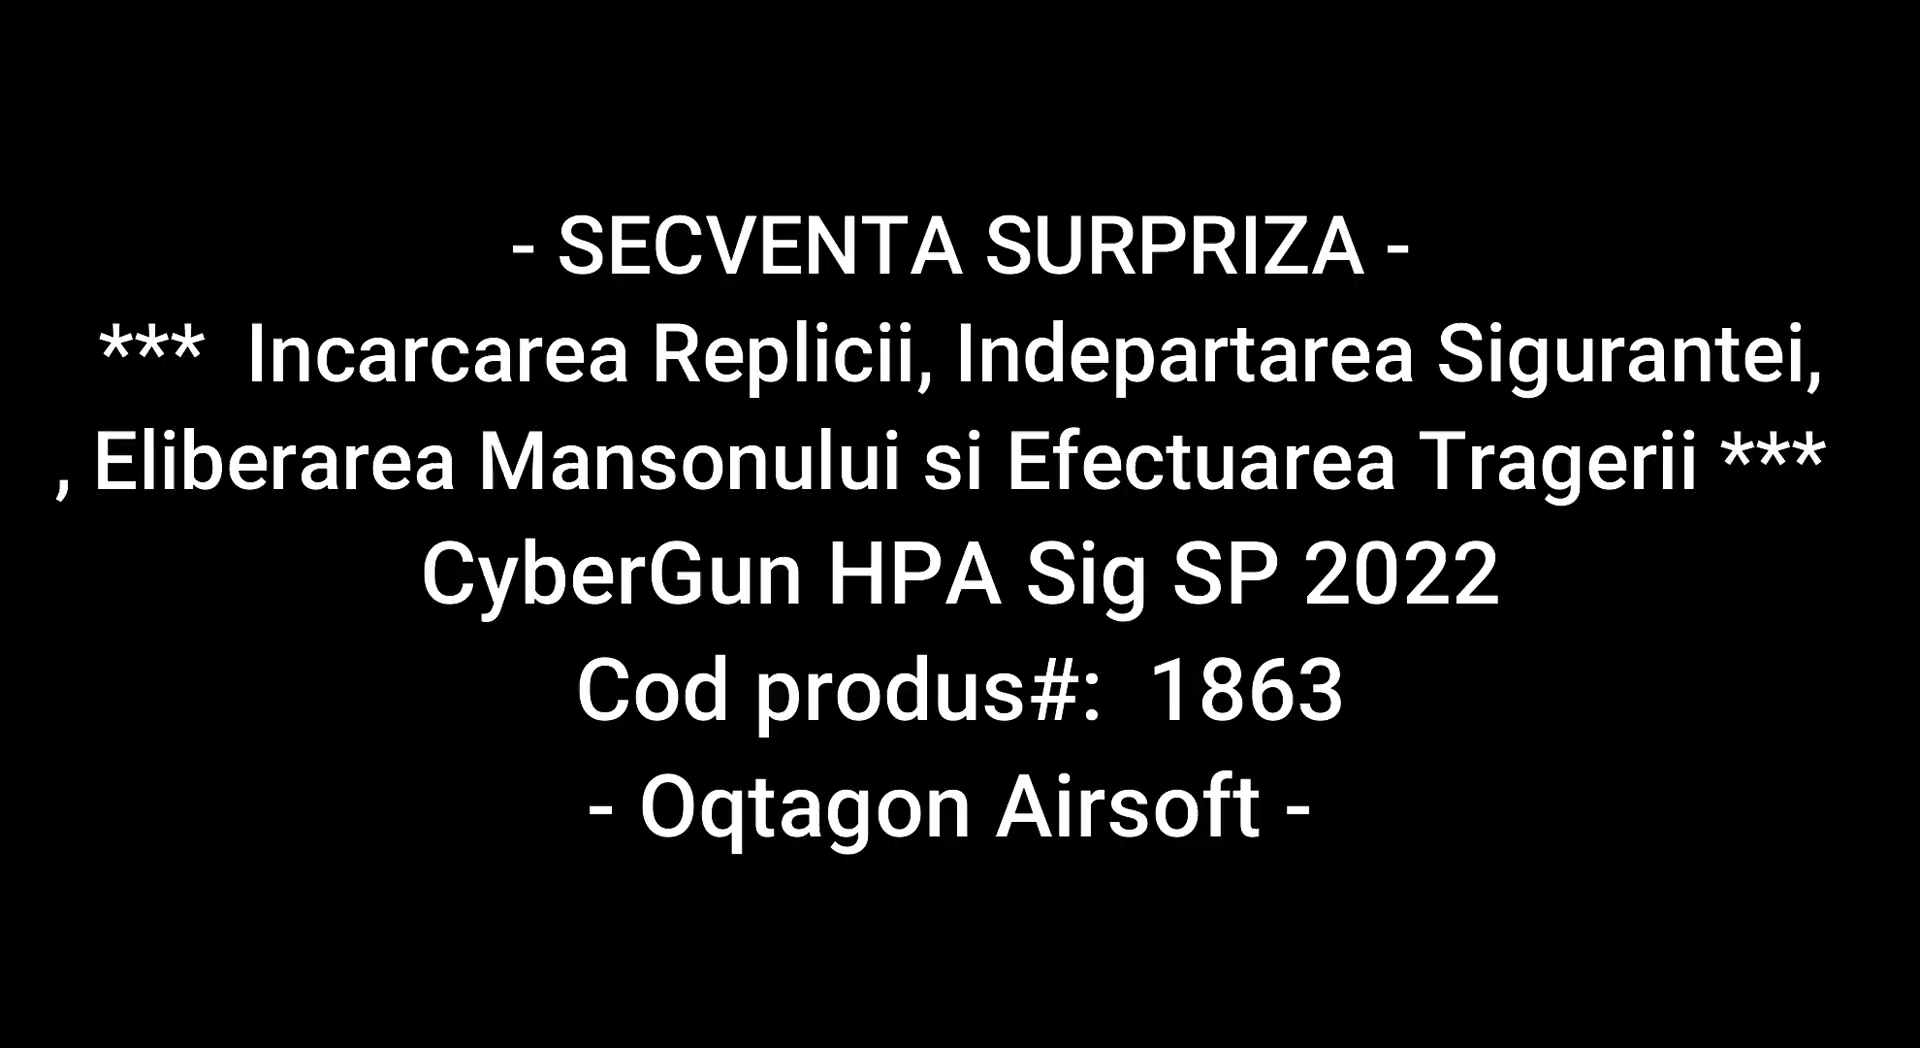 - SECVENTA SURPRIZA -
***  Incarcarea Replicii, Indepartarea Sigurantei,
, Eliberarea Mansonului si Efectuarea Tragerii ***
CyberGun HPA Sig SP 2022
Cod produs#:  1863
- Oqtagon Airsoft -